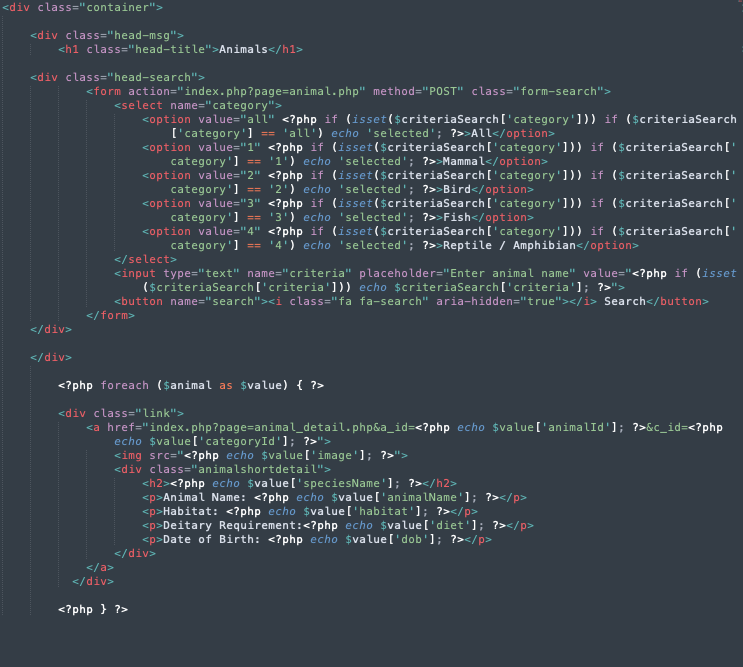 <div class="container">
<div class="head-msg">
<h1 class="head-title">Animals</h1>
<div class="head-search">
<form action="index.php?page=animal.php" method="POST" class="form-search">
<select name="category">
<option value="all" <?php if (isset($criteriaSearch['category'])) if ($criteriaSearch
['category'] == 'all') echo 'selected'; ?>>All</option>
<option value="1" <?php if (isset($criteriaSearch['category'])) if ($criteriaSearch['
category'] == '1') echo 'selected'; ?>>Mammal</option>
<option value="2" <?php if (isset($criteriaSearch['category'])) if ($criteriaSearch['
category'] == '2') echo 'selected'; ?>>Bird</option>
<option value="3" <?php if (isset($criteriaSearch['category'])) if ($criteriaSearch['
category'] == '3') echo 'selected'; ?>>Fish</option>
<option value="4" <?php if (isset($criteriaSearch['category'])) if ($criteriaSearch['
category'] == '4') echo 'selected'; ?>>Reptile / Amphibian</option>
</select>
<input type="text" name="criteria" placeholder="Enter animal name" value="<?php if (isset
($criteriaSearch['criteria'])) echo $criteriaSearch['criteria']; ?>">
<button name="search"><i class="fa fa-search" aria-hidden="true"></i> Search</button>
</form>
</div>
</div>
<?php foreach ($animal as $value) { ?>
<div class="link">
<a href="index.php?page=animal_detail.php&a_id=<?php echo $value['animalId']; ?>&c_id=<?php
echo $value['categoryId']; ?>">
<img src="<?php echo $value['image']; ?>">
<div class="animalshortdetail">
<h2><?php echo $value['speciesName']; ?></h2>
<p>Animal Name: <?php echo $value['animalName']; ?></p>
<p>Habitat: <?php echo $value['habitat']; ?></p>
<p>Deitary Requirement:<?php echo $value['diet']; ?></p>
<p>Date of Birth: <?php echo $value['dob']; ?></p>
</div>
</a>
</div>
<?php } ?>